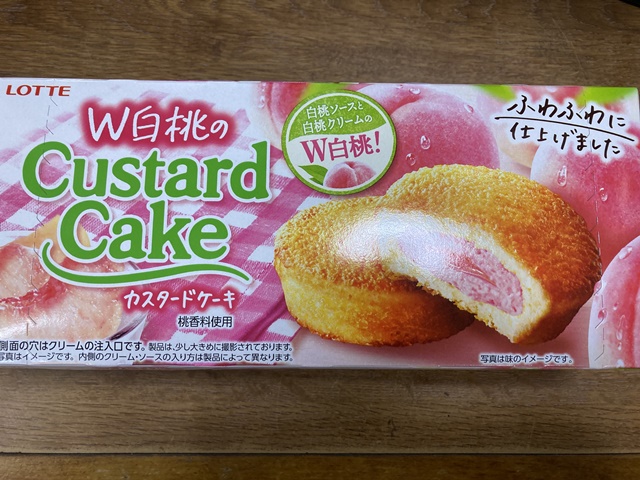 LOTTE
W白桃の
Custard
Cake
カスタードケーキ
桃香料使用
白桃ソースと
白桃クリームの
W白桃!
ふわふわに
仕上げました
側面の穴はクリームの注入口です。製品は、少し大きめに撮影されております。
写真はイメージです。内側のクリーム・ソースの入り方は製品によって異なります。
写真は味のイメージです。